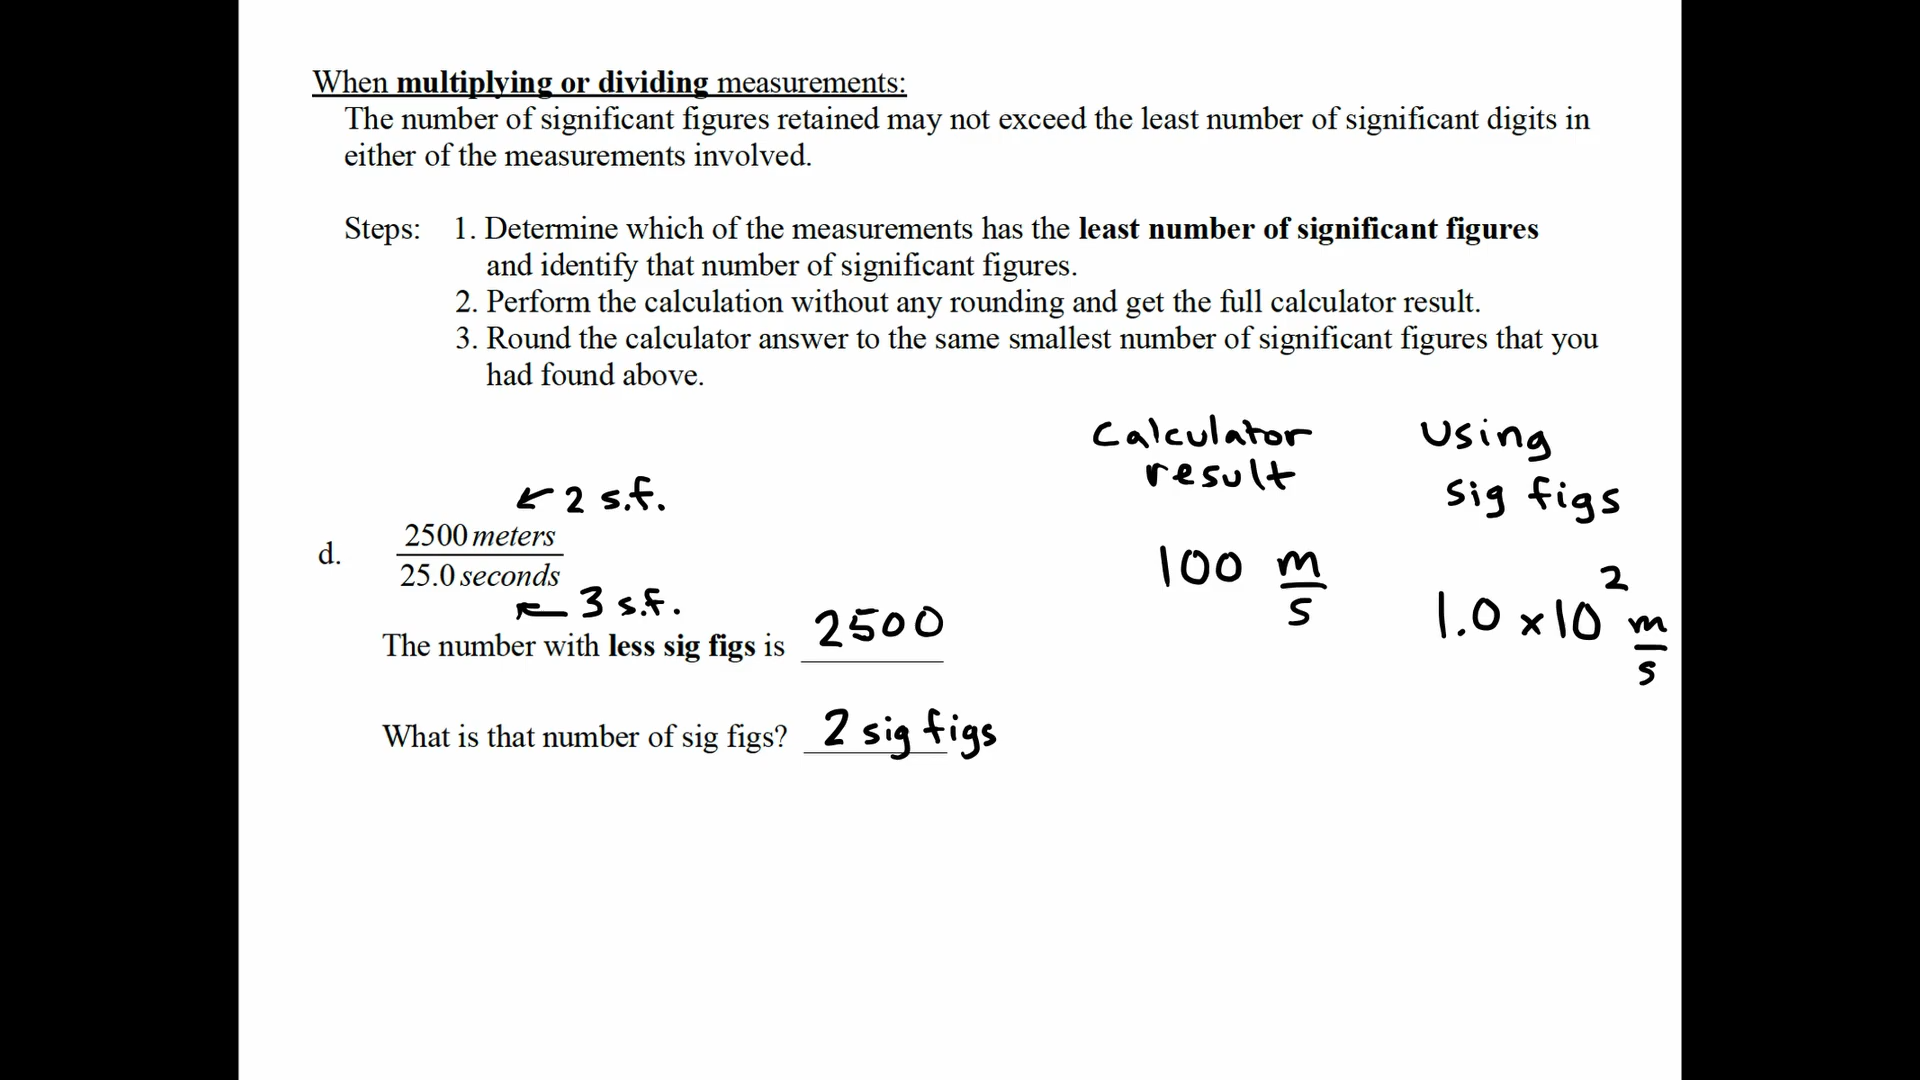 When multiplying or dividing measurements:
The number of significant figures retained may not exceed the least number of significant digits in
either of the measurements involved.
Steps: 1. Determine which of the measurements has the least number of significant figures
and identify that number of significant figures.
2. Perform the calculation without any rounding and get the full calculator result.
3. Round the calculator answer to the same smallest number of significant figures that you
had found above.
Calculator
result
Using
sig figs
← 2 s.f.
d. 2500 meters
25.0 seconds
← 3 s.f.
100 m
s
1.0 x 10² m
s
The number with less sig figs is 2500
What is that number of sig figs? 2 sig figs